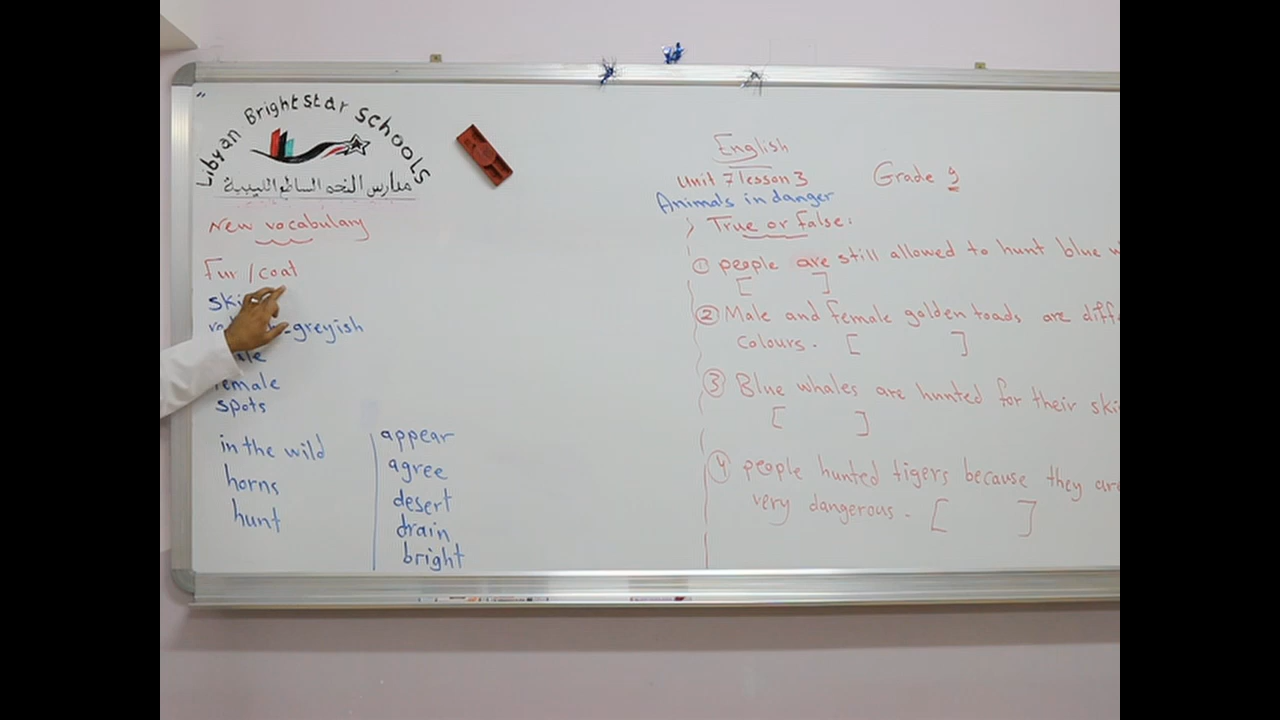 Libyan Bright Star Schools
مدارس النجم الساطع الليبية
New vocabulary
Fur / coat
-greyish
female
spots
in the wild
horns
hunt
appear
agree
desert
drain
bright
English
Unit 7 lesson 3
Grade 9
Animals in danger
True or false:
① people are still allowed to hunt blue
[ ]
② Male and female golden toads are
colours. [ ]
③ Blue whales are hunted for their
[ ]
④ people hunted tigers because they are
very dangerous. [ ]